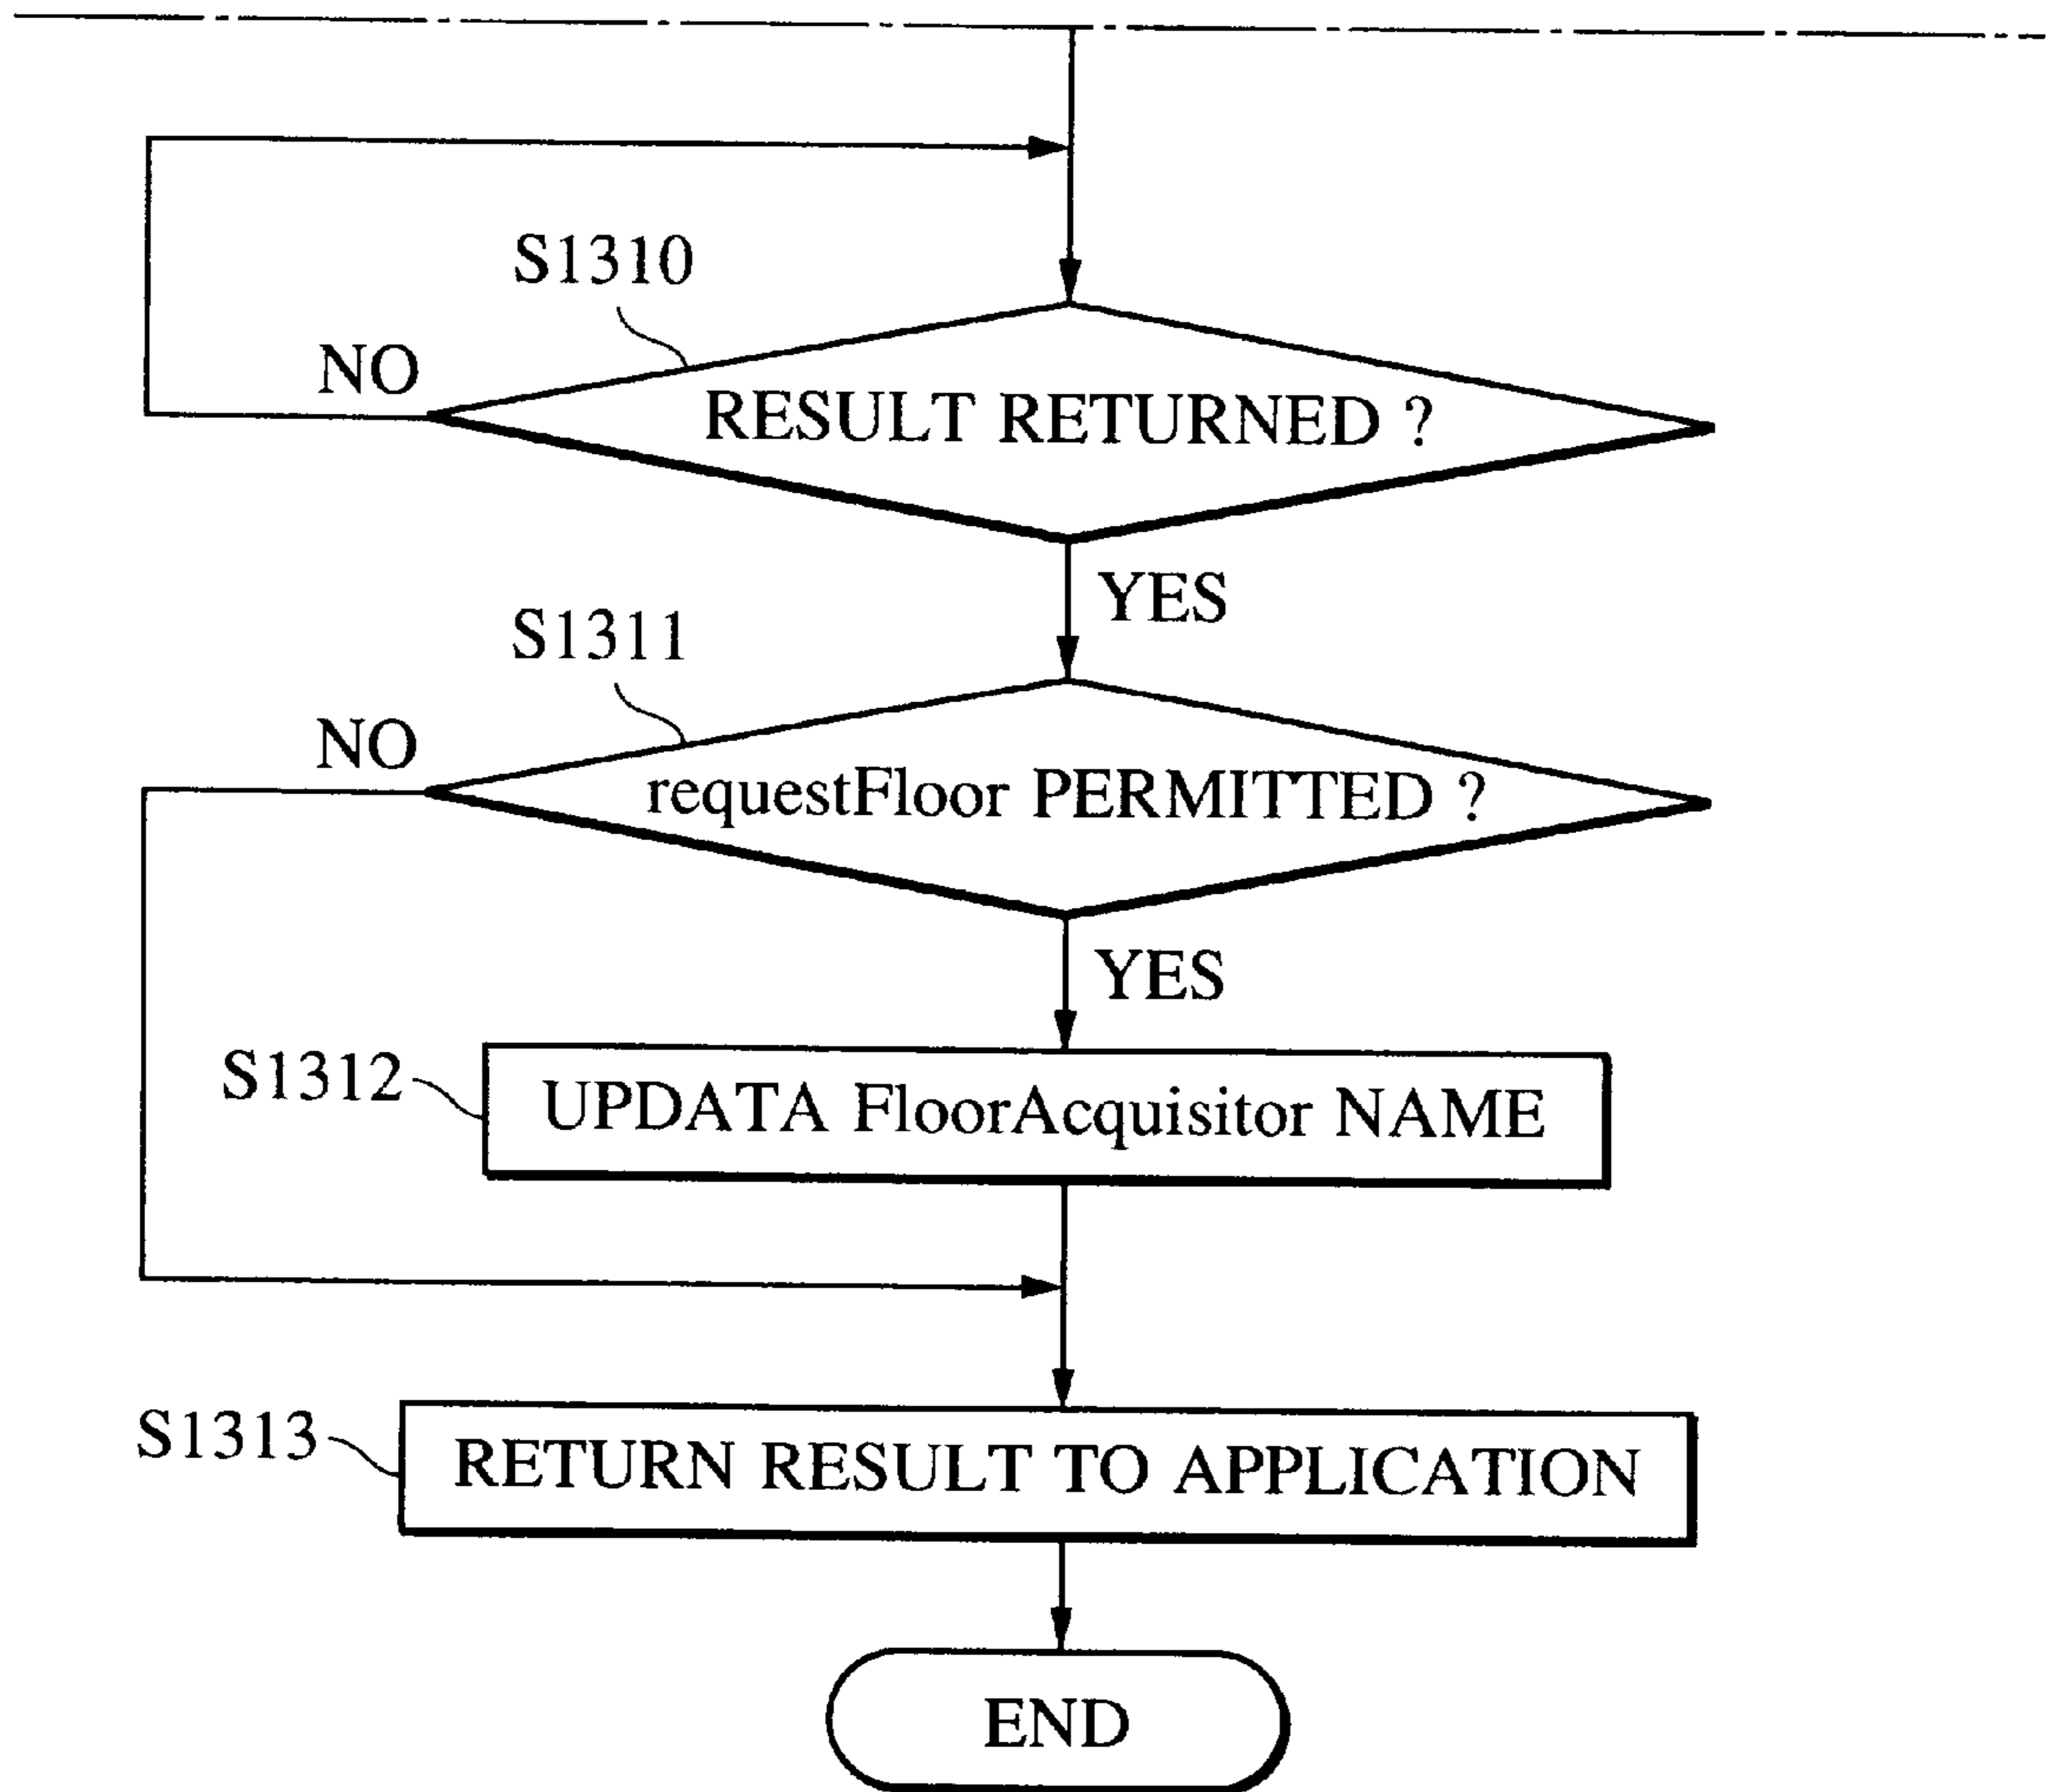 S1310
NO
RESULT RETURNED ?
YES
S1311
NO
requestFloor PERMITTED ?
YES
S1312
UPDATA FloorAcquisitor NAME
S1313
RETURN RESULT TO APPLICATION
END